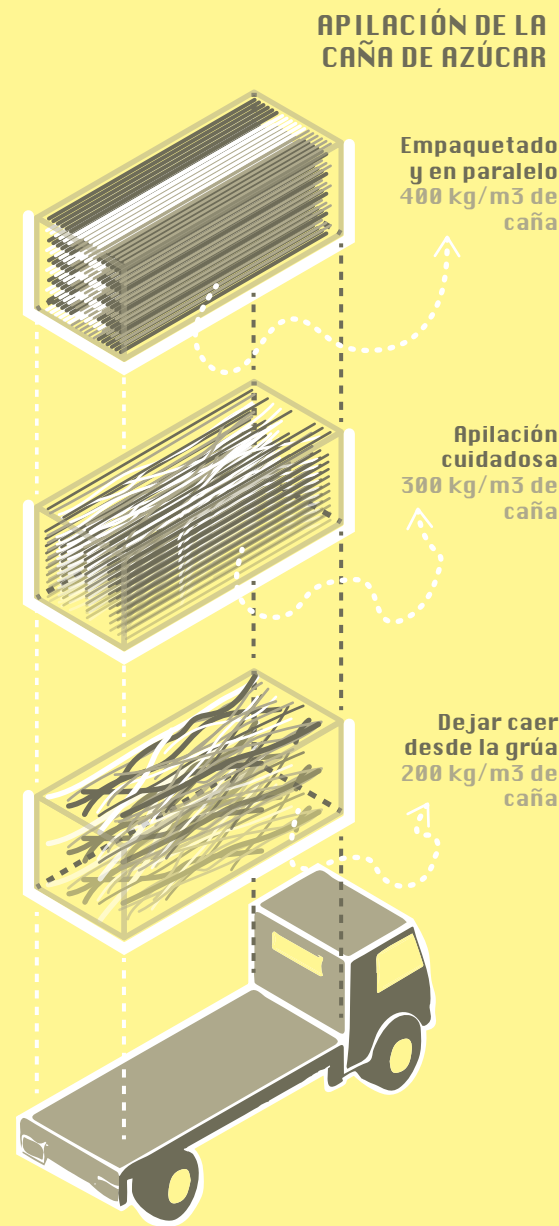 APILACIÓN DE LA
CAÑA DE AZÚCAR
Empaquetado
y en paralelo
400 kg/m3 de
caña
Apilación
cuidadosa
300 kg/m3 de
caña
Dejar caer
desde la grúa
200 kg/m3 de
caña